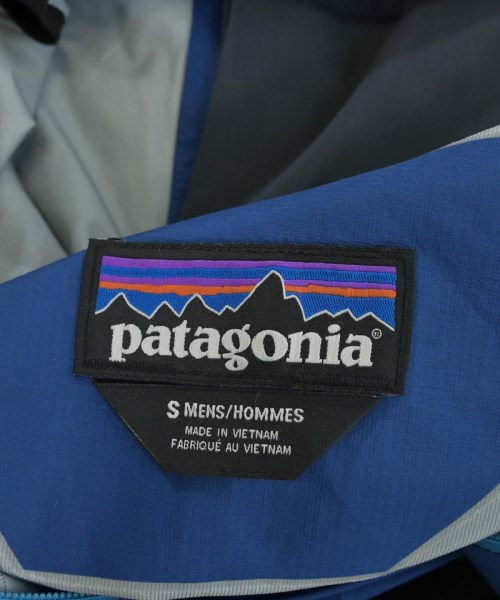 patagonia®
S MENS/HOMMES
MADE IN VIETNAM
FABRIQUÉ AU VIETNAM